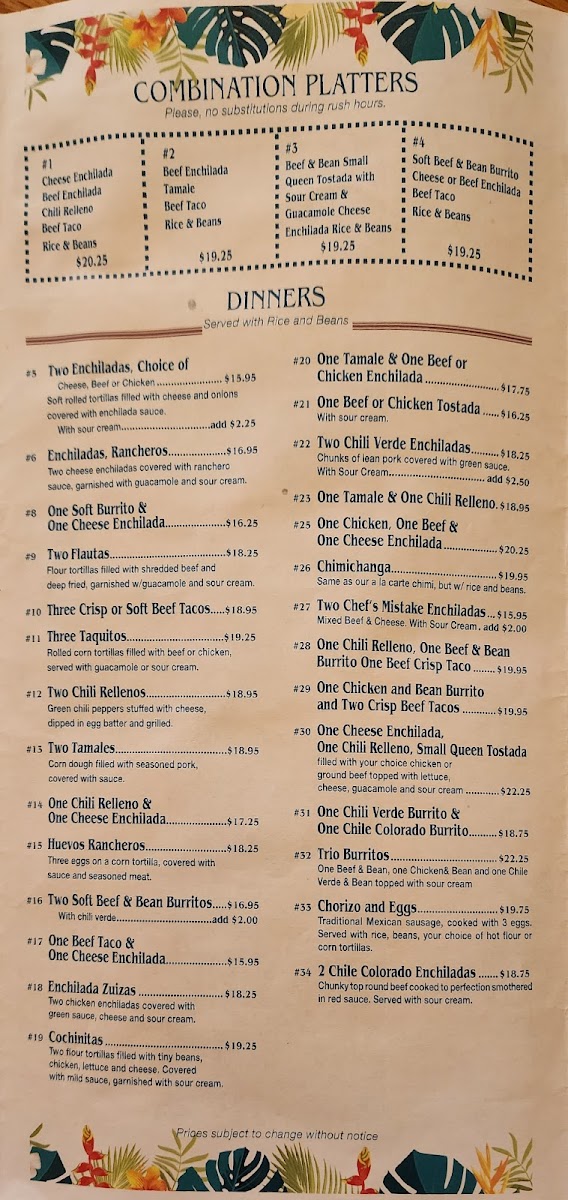 COMBINATION PLATTERS
Please, no substitutions during rush hours.
#1
Cheese Enchilada
Beef Enchilada
Chili Relleno
Beef Taco
Rice & Beans
$20.25
#2
Beef Enchilada
Tamale
Beef Taco
Rice & Beans
$19.25
#3
Beef & Bean Small
Queen Tostada with
Sour Cream &
Guacamole Cheese
Enchilada Rice & Beans
$19.25
#4
Soft Beef & Bean Burrito
Cheese or Beef Enchilada
Beef Taco
Rice & Beans
$19.25
DINNERS
Served with Rice and Beans
#5 Two Enchiladas, Choice of
Cheese, Beef or Chicken ...................... $15.95
Soft rolled tortillas filled with cheese and onions
covered with enchilada sauce.
With sour cream..............................add $2.25
#6 Enchiladas, Rancheros...............$16.95
Two cheese enchiladas covered with ranchero
sauce, garnished with guacamole and sour cream.
#8 One Soft Burrito &
One Cheese Enchilada......................$16.25
#9 Two Flautas....................................$18.25
Flour tortillas filled with shredded beef and
deep fried, garnished w/guacamole and sour cream.
#10 Three Crisp or Soft Beef Tacos.....$18.95
#11 Three Taquitos................................$19.25
Rolled corn tortillas filled with beef or chicken,
served with guacamole or sour cream.
#12 Two Chili Rellenos.........................$18.95
Green chili peppers stuffed with cheese,
dipped in egg batter and grilled.
#13 Two Tamales...................................$18.95
Corn dough filled with seasoned pork,
covered with sauce.
#14 One Chili Relleno &
One Cheese Enchilada......................$17.25
#15 Huevos Rancheros..........................$18.25
Three eggs on a corn tortilla, covered with
sauce and seasoned meat.
#16 Two Soft Beef & Bean Burritos.....$16.95
With chili verde...............................add $2.00
#17 One Beef Taco &
One Cheese Enchilada......................$15.95
#18 Enchilada Zuizas ............................$18.25
Two chicken enchiladas covered with
green sauce, cheese and sour cream.
#19 Cochinitas ......................................$19.25
Two flour tortillas filled with tiny beans,
chicken, lettuce and cheese. Covered
with mild sauce, garnished with sour cream.
#20 One Tamale & One Beef or
Chicken Enchilada ........................$17.75
#21 One Beef or Chicken Tostada ......$16.25
With sour cream.
#22 Two Chili Verde Enchiladas.........$18.25
Chunks of lean pork covered with green sauce.
With Sour Cream.............................. add $2.50
#23 One Tamale & One Chili Relleno.$18.95
#25 One Chicken, One Beef &
One Cheese Enchilada..................$20.25
#26 Chimichanga.................................$19.95
Same as our a la carte chimi, but w/ rice and beans.
#27 Two Chef's Mistake Enchiladas...$15.95
Mixed Beef & Cheese. With Sour Cream. add $2.00
#28 One Chili Relleno, One Beef & Bean
Burrito One Beef Crisp Taco ........$19.95
#29 One Chicken and Bean Burrito
and Two Crisp Beef Tacos ............$19.95
#30 One Cheese Enchilada,
One Chili Relleno, Small Queen Tostada
filled with your choice chicken or
ground beef topped with lettuce,
cheese, guacamole and sour cream ...........$22.25
#31 One Chili Verde Burrito &
One Chile Colorado Burrito..........$18.75
#32 Trio Burritos..................................$22.25
One Beef & Bean, one Chicken& Bean and one Chile
Verde & Bean topped with sour cream
#33 Chorizo and Eggs..........................$19.75
Traditional Mexican sausage, cooked with 3 eggs.
Served with rice, beans, your choice of hot flour or
corn tortillas.
#34 2 Chile Colorado Enchiladas .......$18.75
Chunky top round beef cooked to perfection smothered
in red sauce. Served with sour cream.
Prices subject to change without notice